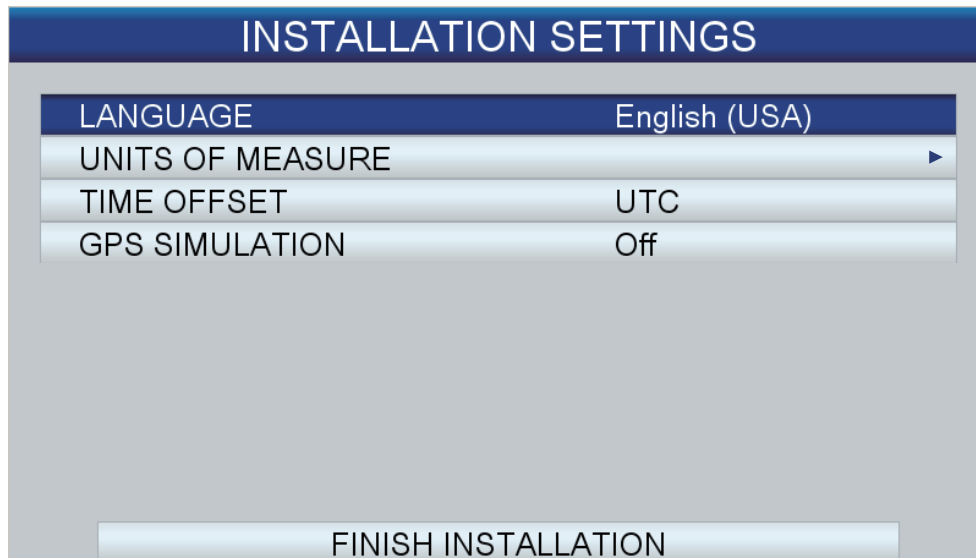 INSTALLATION SETTINGS
LANGUAGE English (USA)
UNITS OF MEASURE
TIME OFFSET UTC
GPS SIMULATION Off
FINISH INSTALLATION